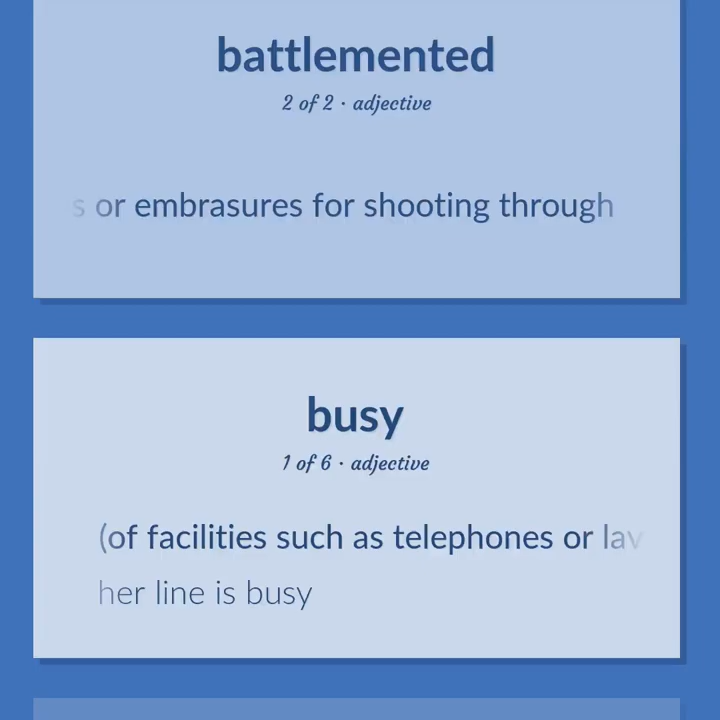 battlemented
2 of 2 · adjective
s or embrasures for shooting through
busy
1 of 6 · adjective
(of facilities such as telephones or lav
her line is busy